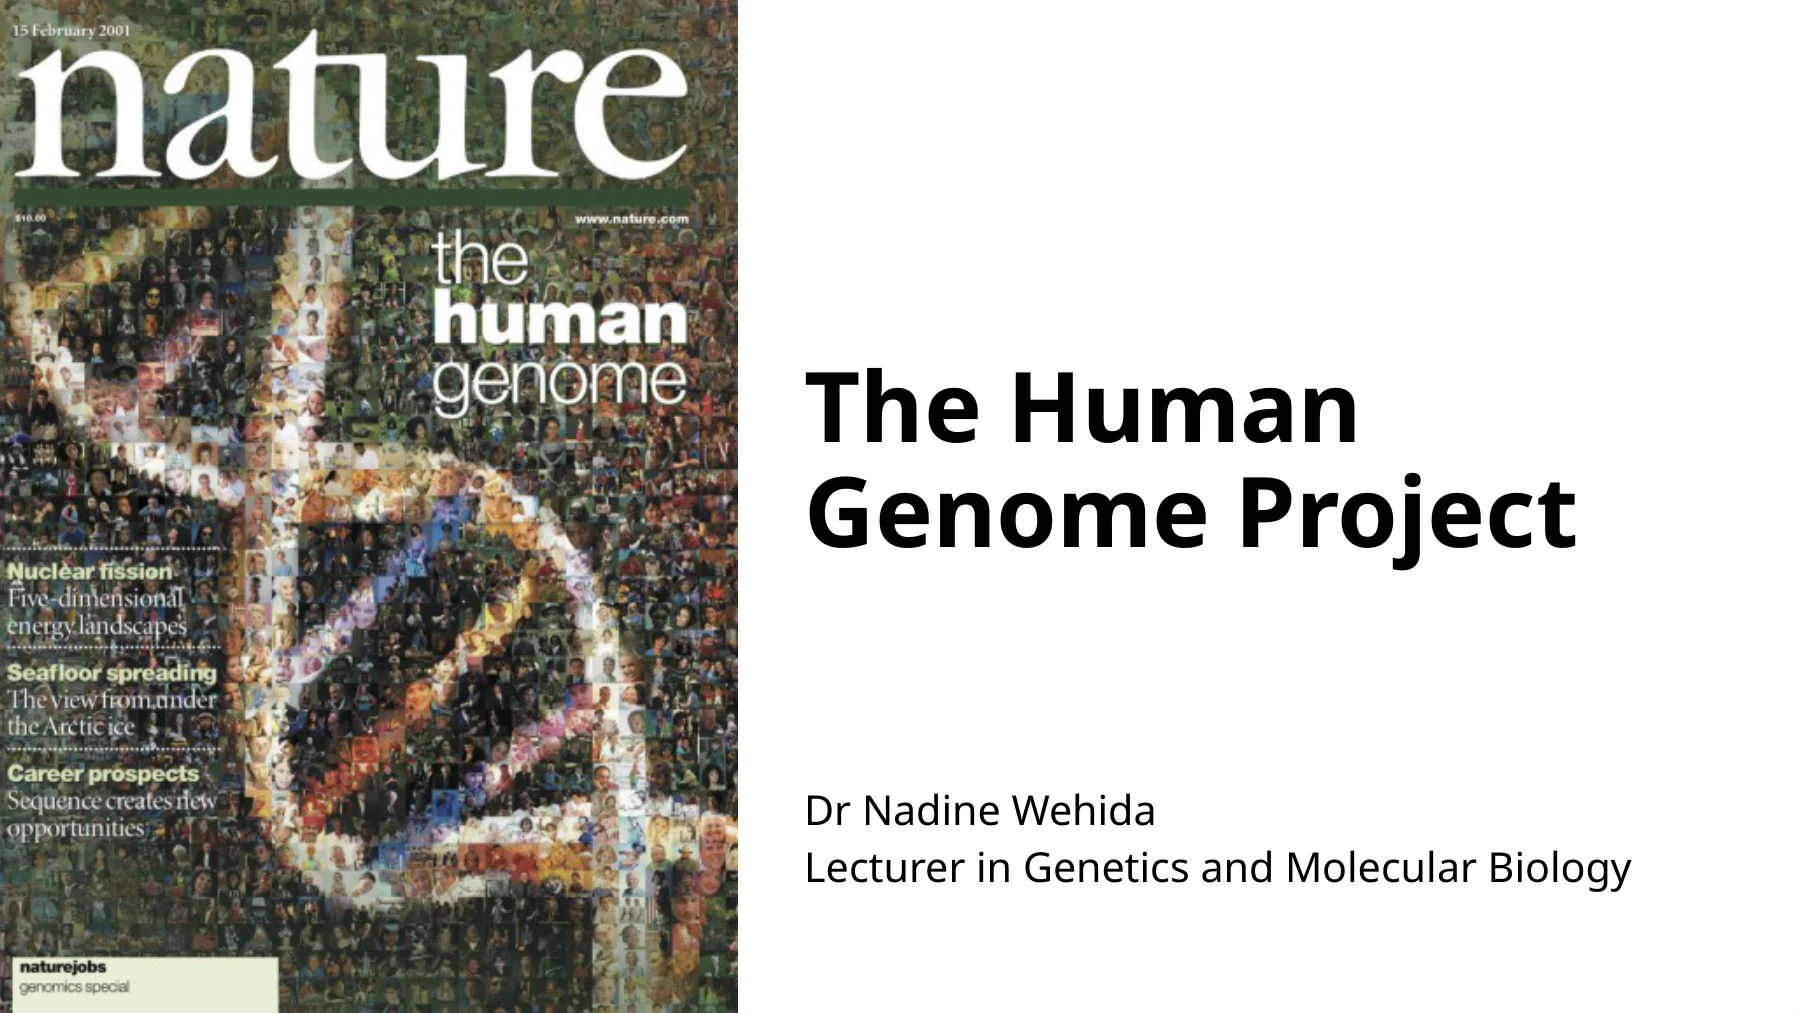 15 February 2001
nature
$10.00
www.nature.com
the
human
genome
Nuclear fission
Five-dimensional
energy landscapes
Seafloor spreading
The view from under
the Arctic ice
Career prospects
Sequence creates new
opportunities
naturejobs
genomics special
The Human
Genome Project
Dr Nadine Wehida
Lecturer in Genetics and Molecular Biology